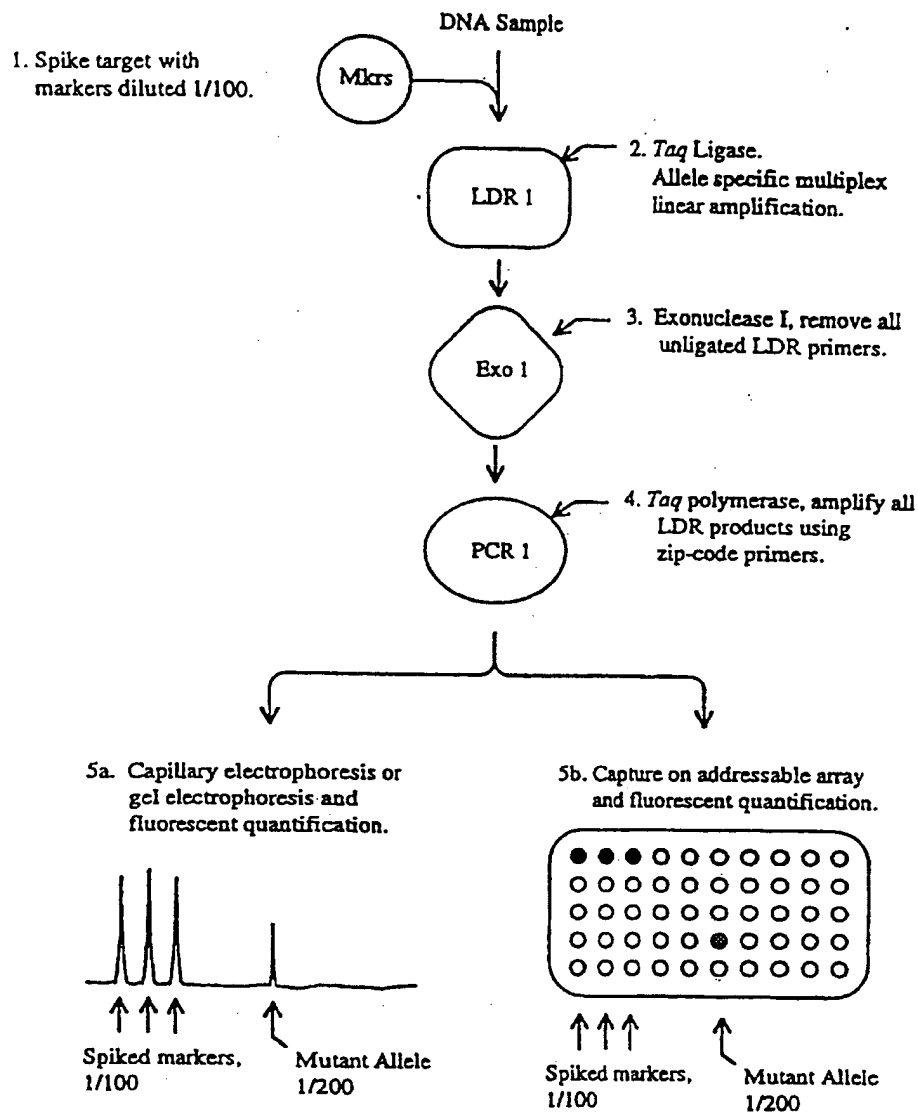 DNA Sample
1. Spike target with
markers diluted 1/100.
Mkrs
2. Taq Ligase.
Allele specific multiplex
linear amplification.
LDR 1
3. Exonuclease I, remove all
unligated LDR primers.
Exo 1
4. Taq polymerase, amplify all
LDR products using
zip-code primers.
PCR 1
5a. Capillary electrophoresis or
gel electrophoresis and
fluorescent quantification.
5b. Capture on addressable array
and fluorescent quantification.
Spiked markers,
1/100
Mutant Allele
1/200
Spiked markers,
1/100
Mutant Allele
1/200